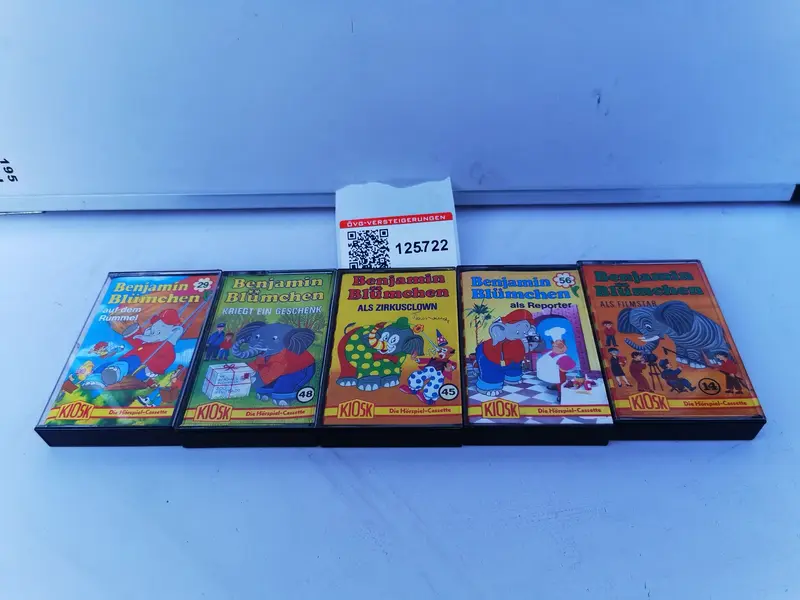 195
ÖVG-VERSTEIGERUNGEN
125722
Benjamin
Blümchen
29
auf dem
Rummel
KIOSK
Die Hörspiel-Cassette
Benjamin
Blümchen
KRIEGT EIN GESCHENK
48
KIOSK
Die Hörspiel-Cassette
Benjamin
Blümchen
ALS ZIRKUSCLOWN
45
KIOSK
Die Hörspiel-Cassette
Benjamin
Blümchen
56
als Reporter
KIOSK
Die Hörspiel-Cassette
Benjamin
Blümchen
ALS FILMSTAR
14
KIOSK
Die Hörspiel-Cassette